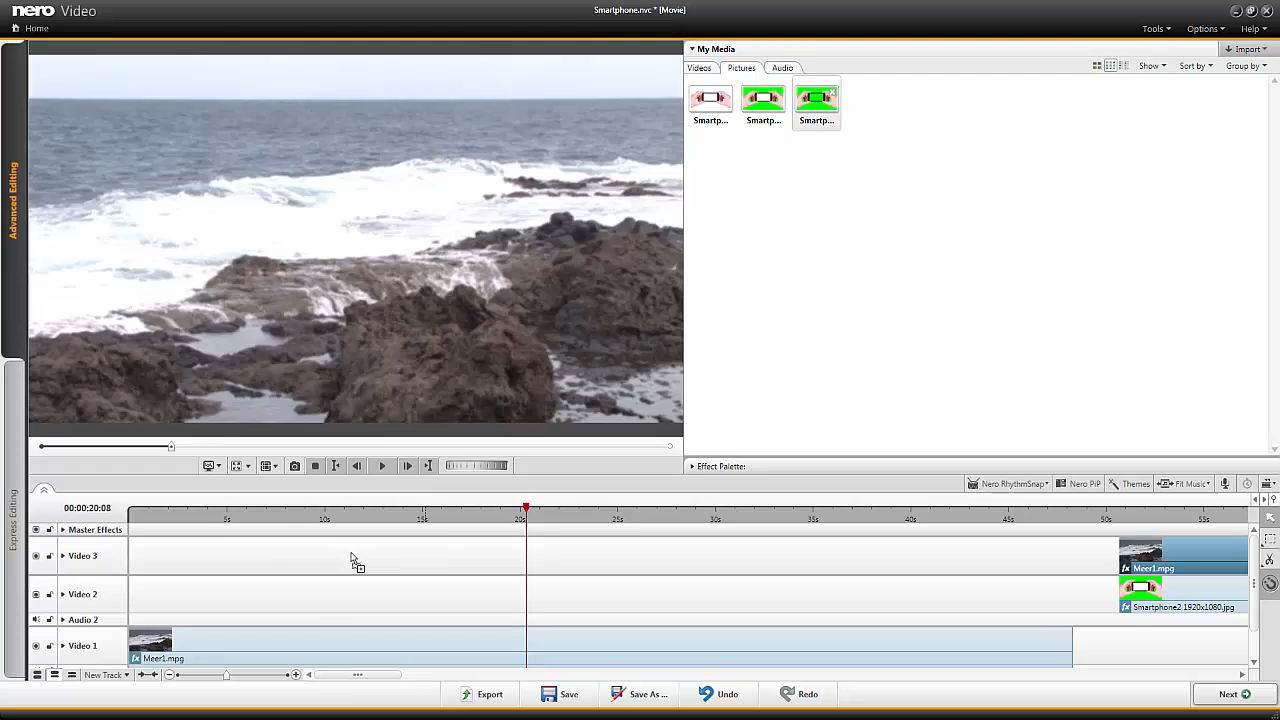 nero Video
Smartphone.nvc * [Movie]
Home
Tools
Options
Help
Advanced Editing
Express Editing
My Media
Import
Videos
Pictures
Audio
Show
Sort by
Group by
Smartp...
Smartp...
Smartp...
Effect Palette:
Nero RhythmSnap
Nero PiP
Themes
Fit Music
00:00:20:08
5s
10s
15s
20s
25s
30s
35s
40s
45s
50s
55s
Master Effects
Video 3
fx Meer1.mpg
Video 2
fx Smartphone2 1920x1080.jpg
Audio 2
Video 1
fx Meer1.mpg
New Track
Export
Save
Save As ...
Undo
Redo
Next